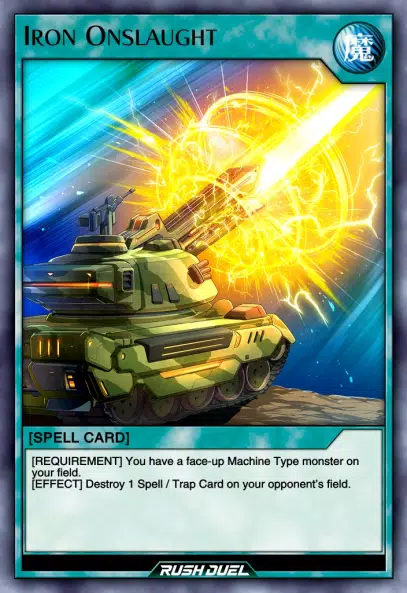 Iron Onslaught
魔
[SPELL CARD]
[REQUIREMENT] You have a face-up Machine Type monster on
your field.
[EFFECT] Destroy 1 Spell / Trap Card on your opponent's field.
RUSH DUEL